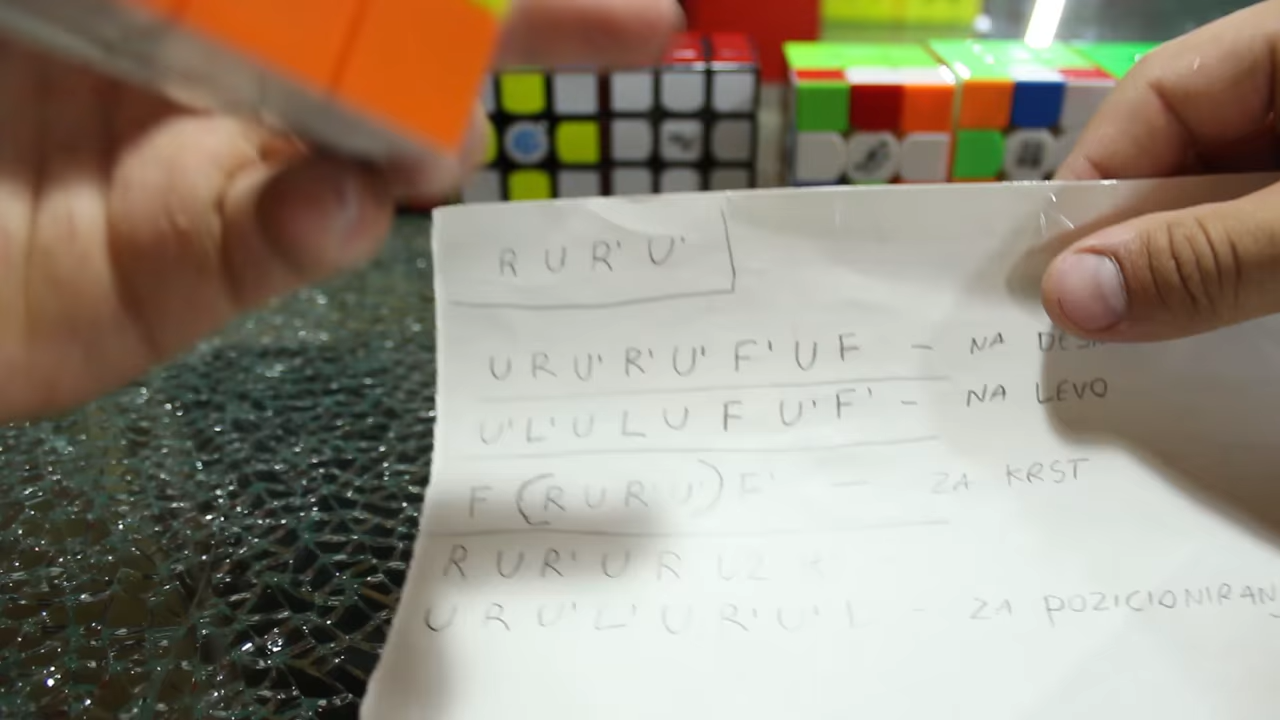 R U R' U'
U R U' R' U' F' U F - NA
U' L' U L U F U' F' - NA LEVO
F (R U R' ') F' - ZA KRST
R U R' U R U2
U R U' L' U R' U' L - ZA POZICIONIRAN